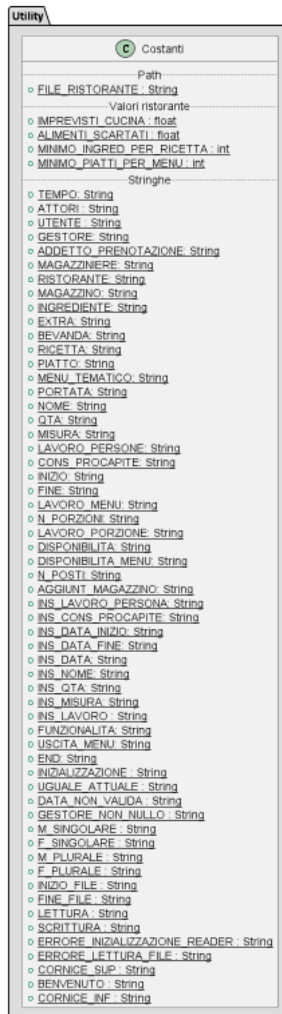 Utility
C Costanti
Path
FILE_RISTORANTE : String
Valori ristorante
IMPREVISTI_CUCINA : float
ALIMENTI_SCARTATI : float
MINIMO_INGRED_PER_RICETTA : int
MINIMO_PIATTI_PER_MENU : int
Stringhe
TEMPO: String
ATTORI : String
UTENTE : String
GESTORE: String
ADDETTO_PRENOTAZIONE: String
MAGAZZINIERE: String
RISTORANTE: String
MAGAZZINO: String
INGREDIENTE: String
EXTRA: String
BEVANDA: String
RICETTA: String
PIATTO: String
MENU_TEMATICO: String
PORTATA: String
NOME: String
QTA: String
MISURA: String
LAVORO_PERSONE: String
CONS_PROCAPITE: String
INIZIO: String
FINE: String
LAVORO_MENU: String
N_PORZIONI: String
LAVORO_PORZIONE: String
DISPONIBILITA: String
DISPONIBILITA_MENU: String
N_POSTI: String
AGGIUNT_MAGAZZINO: String
INS_LAVORO_PERSONA: String
INS_CONS_PROCAPITE: String
INS_DATA_INIZIO: String
INS_DATA_FINE: String
INS_DATA: String
INS_NOME: String
INS_QTA: String
INS_MISURA: String
INS_LAVORO : String
FUNZIONALITA: String
USCITA_MENU: String
END: String
INIZIALIZZAZIONE : String
UGUALE_ATTUALE : String
DATA_NON_VALIDA : String
GESTORE_NON_NULLO : String
M_SINGOLARE : String
F_SINGOLARE : String
M_PLURALE : String
F_PLURALE : String
INIZIO_FILE : String
FINE_FILE : String
LETTURA : String
SCRITTURA : String
ERRORE_INIZIALIZZAZIONE_READER : String
ERRORE_LETTURA_FILE : String
CORNICE_SUP : String
BENVENUTO : String
CORNICE_INF : String